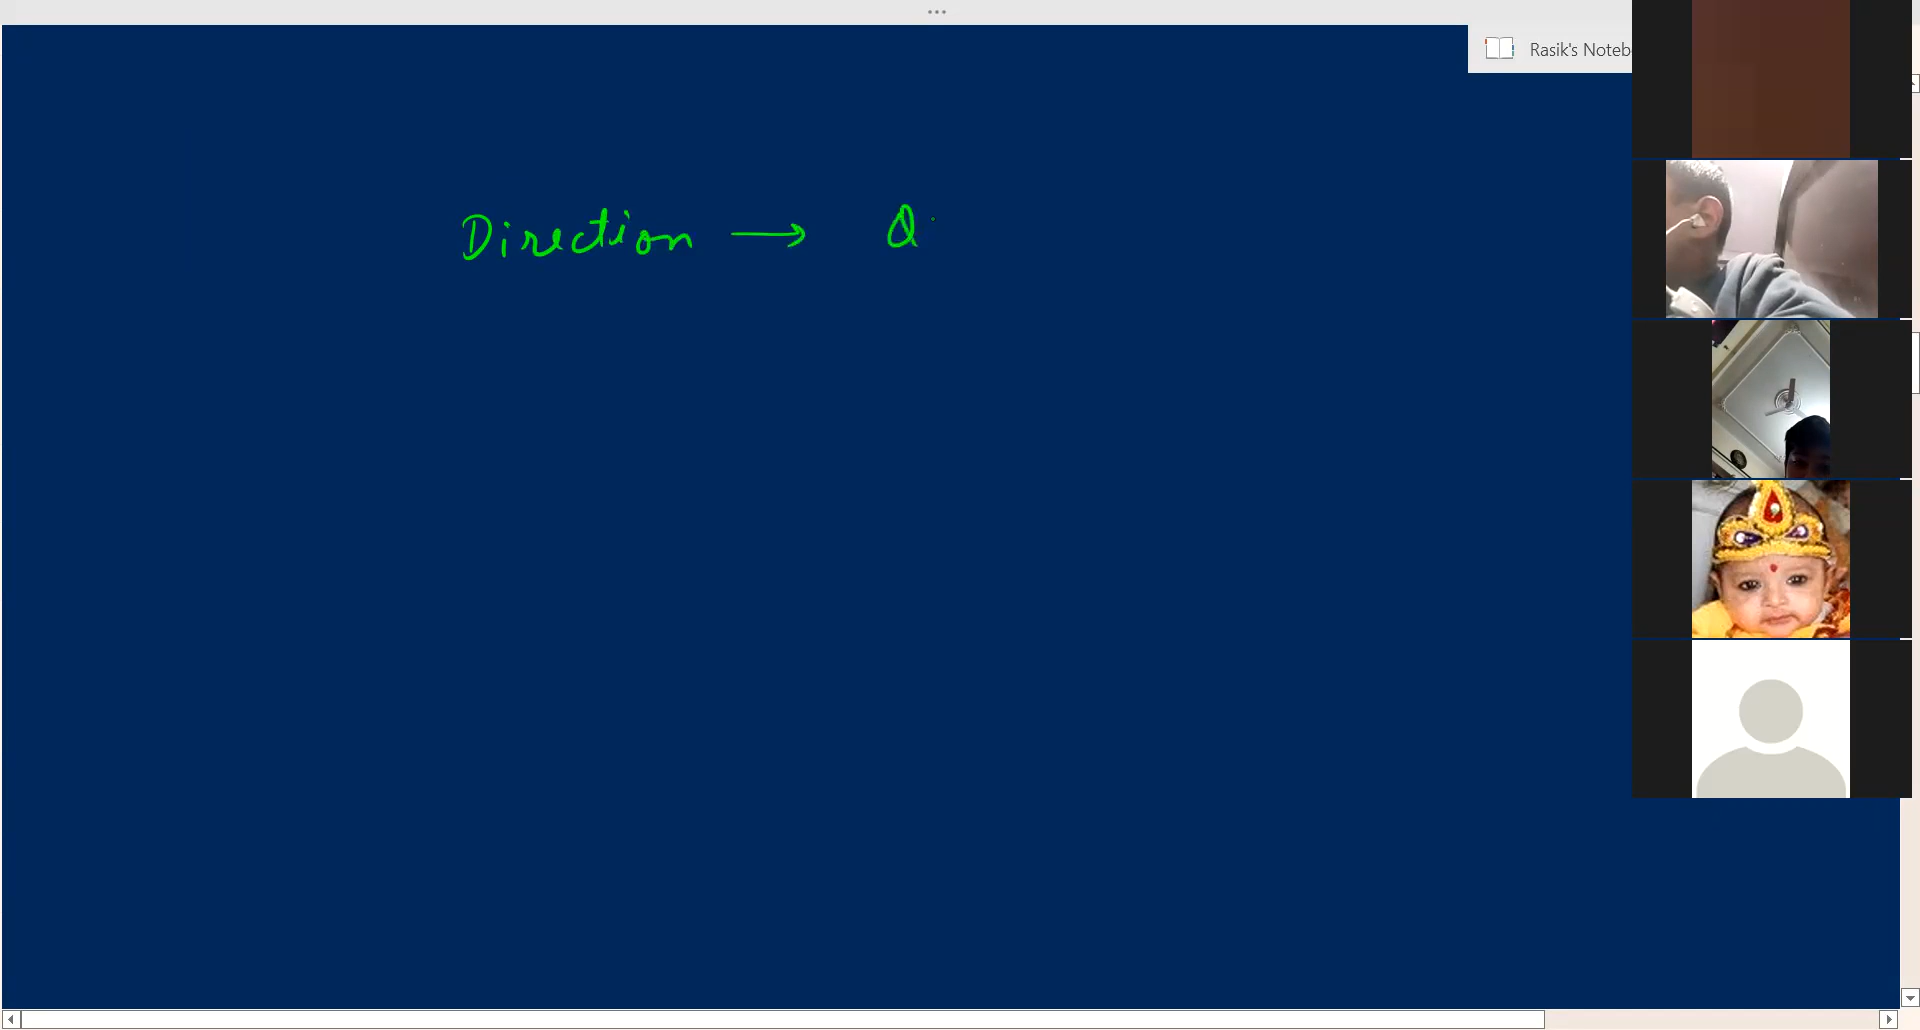 Rasik's Noteb
Direction → Q